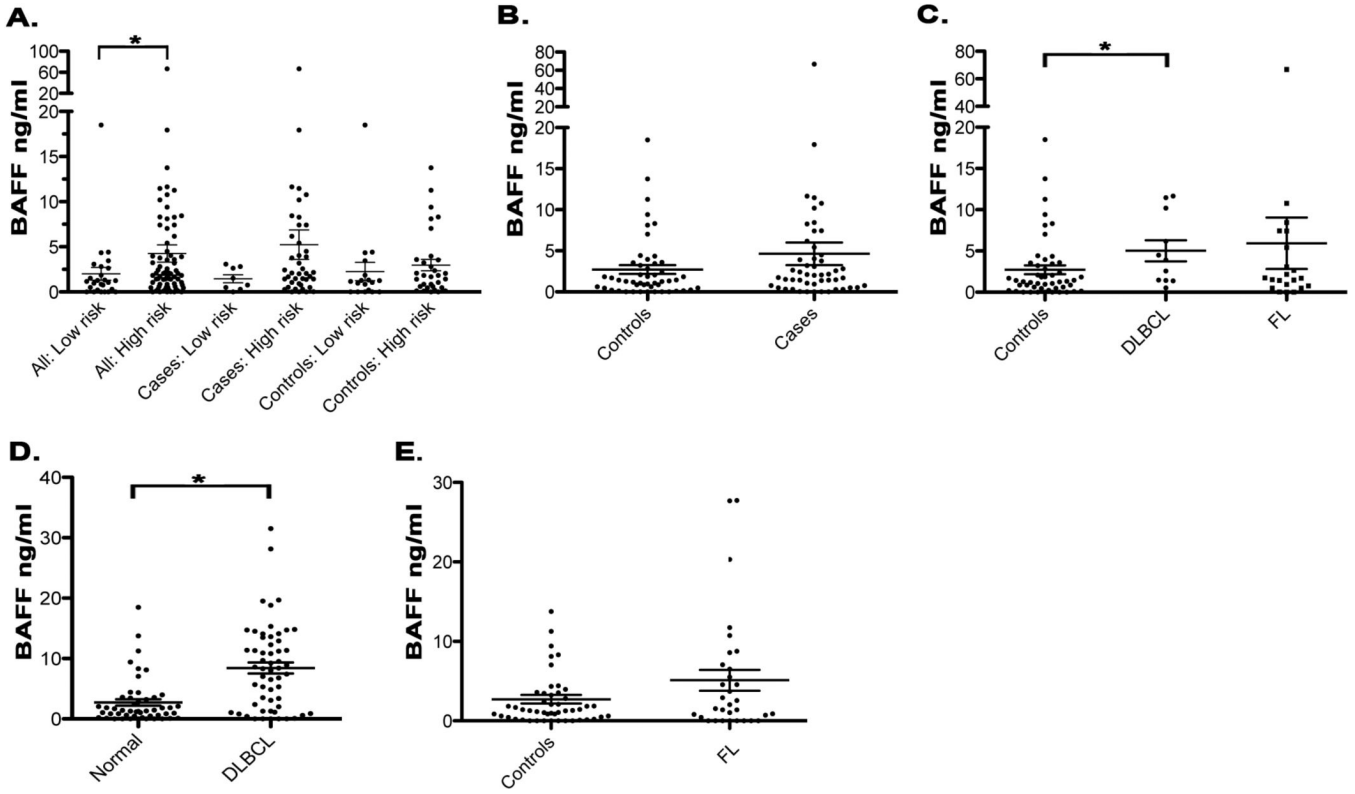 A.
*
BAFF ng/ml
100
60
20
20
15
10
5
0
All: Low risk
All: High risk
Cases: Low risk
Cases: High risk
Controls: Low risk
Controls: High risk
B.
BAFF ng/ml
80
60
40
20
20
15
10
5
0
Controls
Cases
C.
*
BAFF ng/ml
80
60
40
20
15
10
5
0
Controls
DLBCL
FL
D.
*
BAFF ng/ml
40
30
20
10
0
Normal
DLBCL
E.
BAFF ng/ml
30
20
10
0
Controls
FL